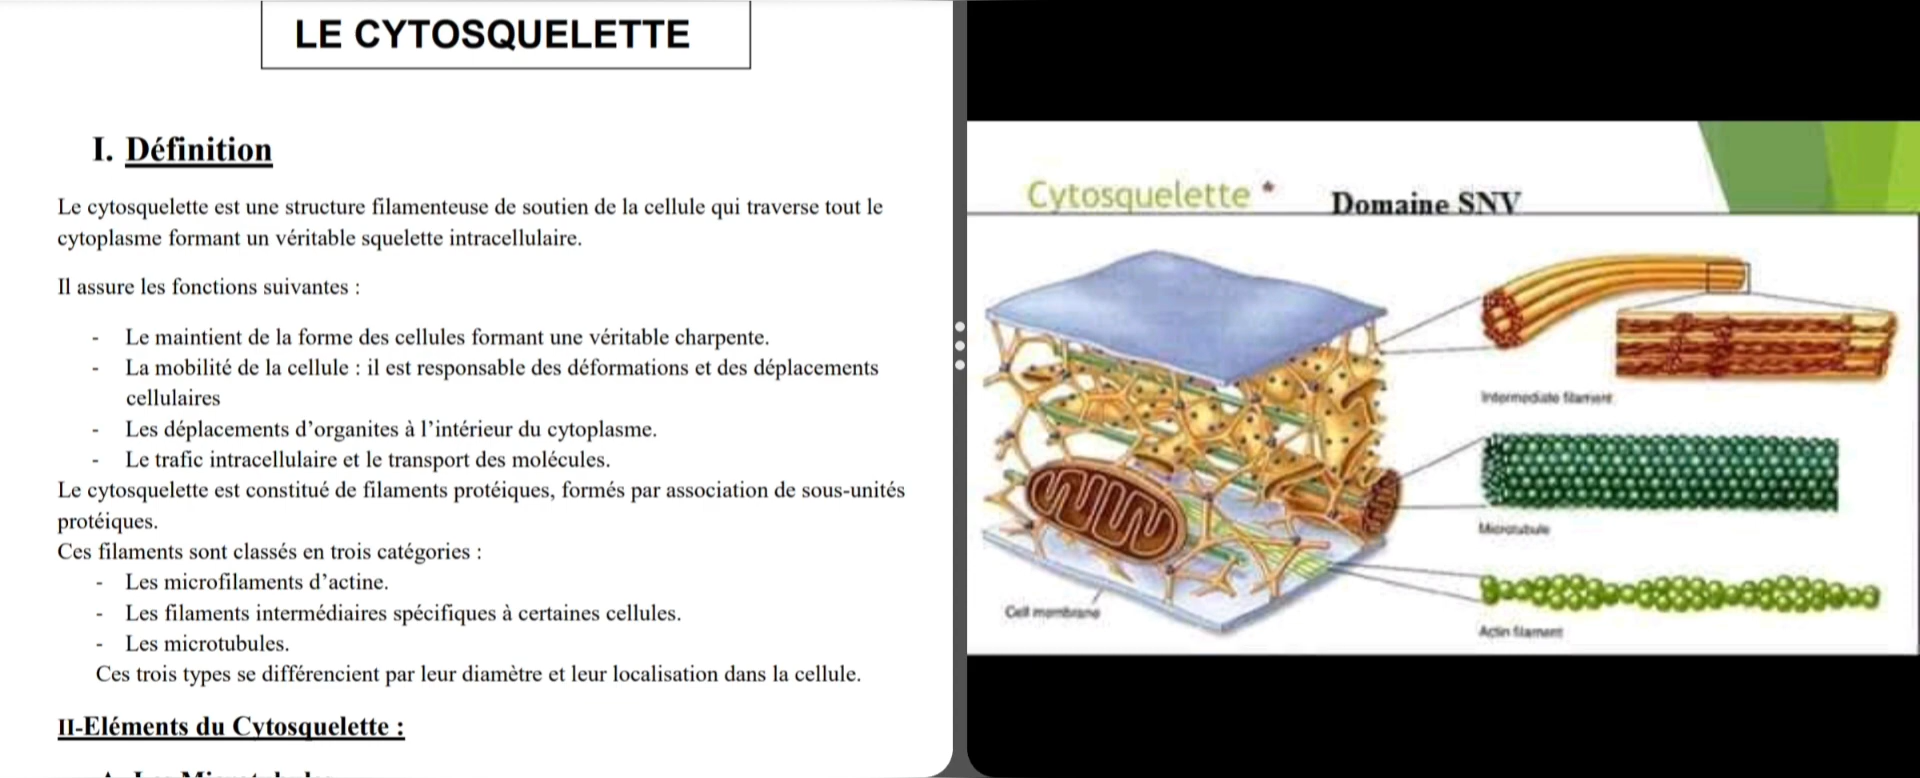 LE CYTOSQUELETTE
I. Définition
Le cytosquelette est une structure filamenteuse de soutien de la cellule qui traverse tout le
cytoplasme formant un véritable squelette intracellulaire.
Il assure les fonctions suivantes :
- Le maintient de la forme des cellules formant une véritable charpente.
- La mobilité de la cellule : il est responsable des déformations et des déplacements
cellulaires
- Les déplacements d’organites à l’intérieur du cytoplasme.
- Le trafic intracellulaire et le transport des molécules.
Le cytosquelette est constitué de filaments protéiques, formés par association de sous-unités
protéiques.
Ces filaments sont classés en trois catégories :
- Les microfilaments d’actine.
- Les filaments intermédiaires spécifiques à certaines cellules.
- Les microtubules.
Ces trois types se différencient par leur diamètre et leur localisation dans la cellule.
II-Eléments du Cytosquelette :
Cytosquelette * Domaine SNV
Intermediate filament
Microtubule
Cell membrane
Actin filament